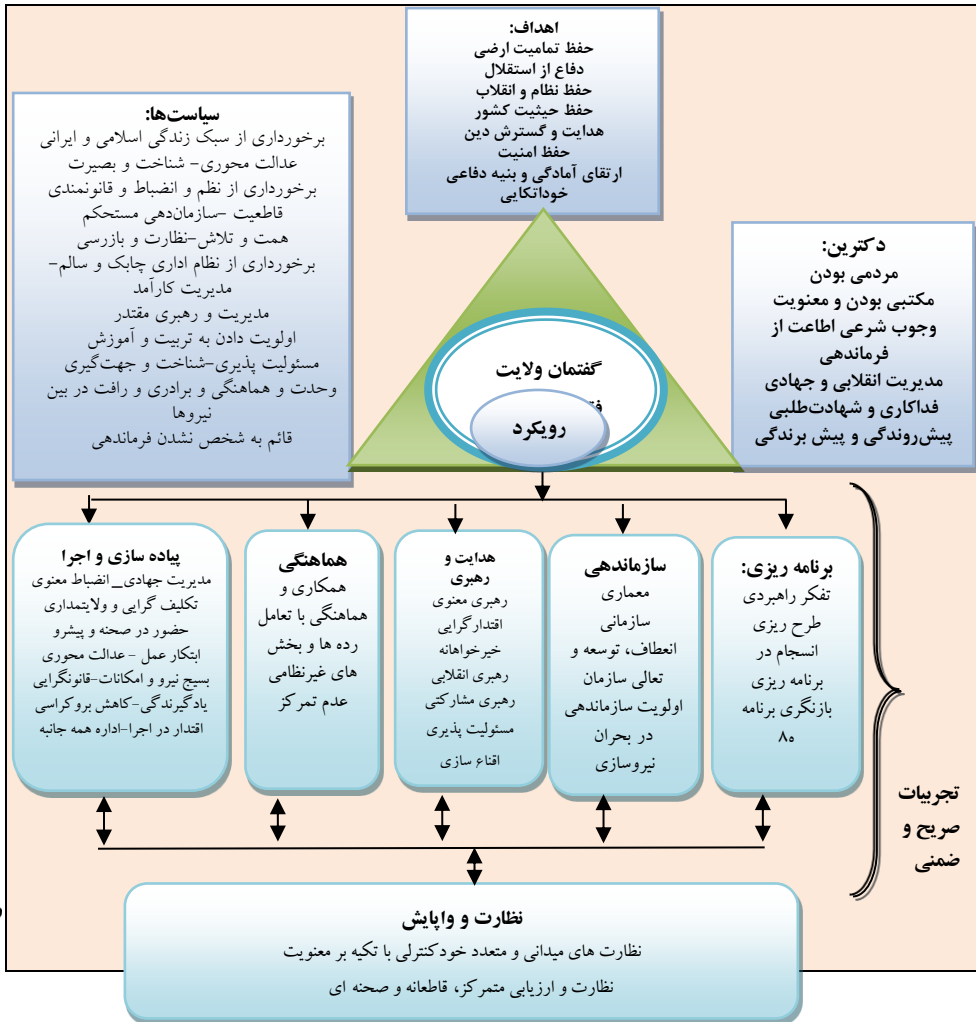 اهداف:
حفظ تمامیت ارضی
دفاع از استقلال
حفظ نظام و انقلاب
حفظ حیثیت کشور
هدایت و گسترش دین
حفظ امنیت
ارتقای آمادگی و بنیه دفاعی
خوداتکایی
سیاست‌ها:
برخورداری از سبک زندگی اسلامی و ایرانی
عدالت محوری- شناخت و بصیرت
برخورداری از نظم و انضباط و قانونمندی
قاطعیت -سازمان‌دهی مستحکم
همت و تلاش-نظارت و بازرسی
برخورداری از نظام اداری چابک و سالم-
مدیریت کارآمد
مدیریت و رهبری مقتدر
اولویت دادن به تربیت و آموزش
مسئولیت پذیری-شناخت و جهت‌گیری
وحدت و هماهنگی و برادری و رافت در بین
نیروها
قائم به شخص نشدن فرماندهی
دکترین:
مردمی بودن
مکتبی بودن و معنویت
وجوب شرعی اطاعت از
فرماندهی
مدیریت انقلابی و جهادی
فداکاری و شهادت‌طلبی
پیش‌روندگی و پیش برندگی
گفتمان ولایت
رویکرد
برنامه ریزی:
تفکر راهبردی
طرح ریزی
انسجام در
برنامه ریزی
بازنگری برنامه
سازماندهی
معماری
سازمانی
انعطاف، توسعه و
تعالی سازمان
اولویت سازماندهی
در بحران
نیروسازی
هدایت و
رهبری
رهبری معنوی
اقتدارگرایی
خیرخواهانه
رهبری انقلابی
رهبری مشارکتی
مسئولیت پذیری
اقناع سازی
هماهنگی
همکاری و
هماهنگی با تعامل
رده ها و بخش
های غیرنظامی
عدم تمرکز
پیاده سازی و اجرا
مدیریت جهادی_ انضباط معنوی
تکلیف گرایی و ولایتمداری
حضور در صحنه و پیشرو
ابتکار عمل - عدالت محوری
بسیج نیرو و امکانات-قانونگرایی
یادگیرندگی-کاهش بروکراسی
اقتدار در اجرا-اداره همه جانبه
تجربیات
صریح و
ضمنی
نظارت و واپایش
نظارت های میدانی و متعدد خودکنترلی با تکیه بر معنویت
نظارت و ارزیابی متمرکز، قاطعانه و صحنه ای